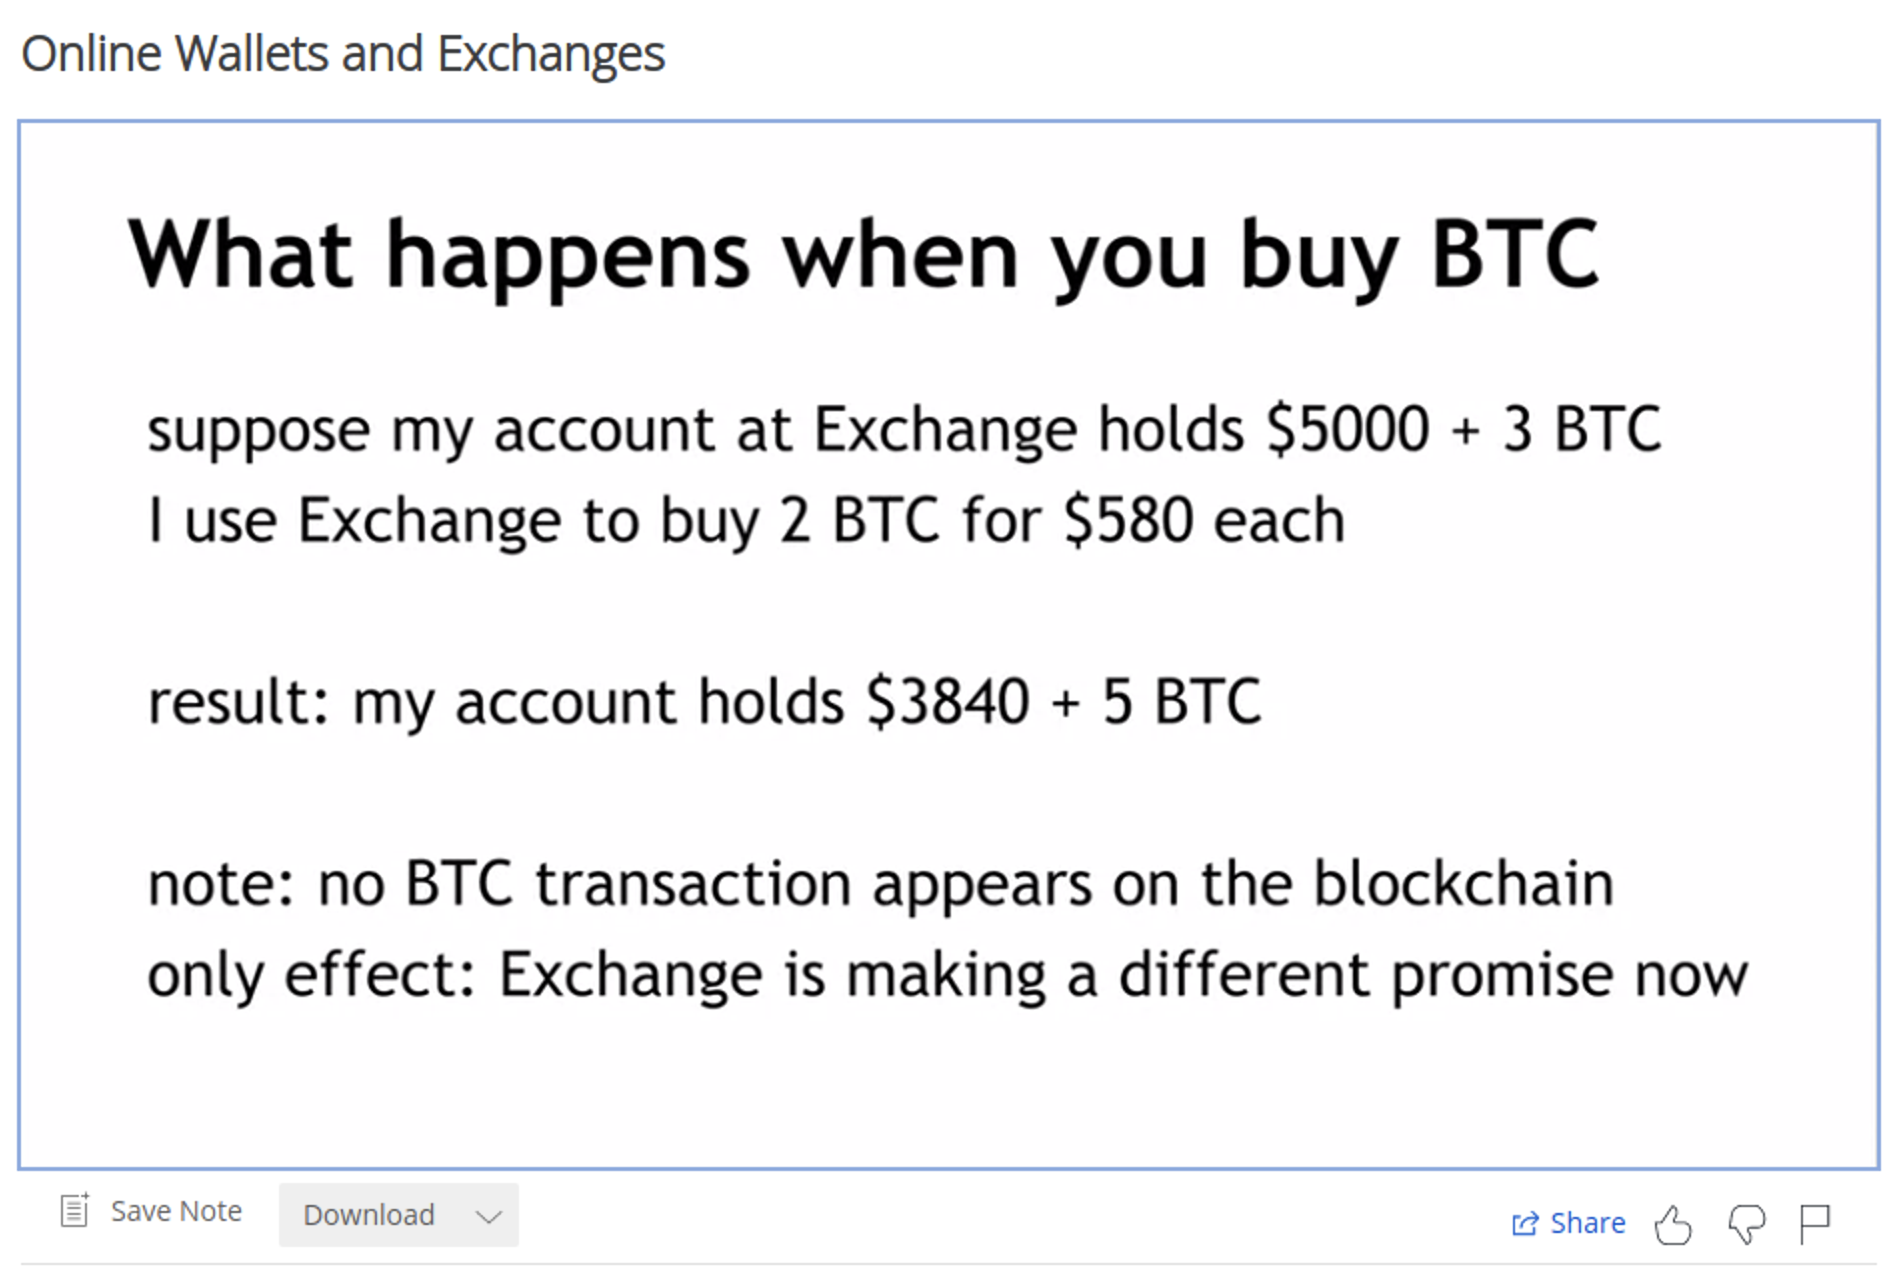 Online Wallets and Exchanges
What happens when you buy BTC
suppose my account at Exchange holds $5000 + 3 BTC
I use Exchange to buy 2 BTC for $580 each
result: my account holds $3840 + 5 BTC
note: no BTC transaction appears on the blockchain
only effect: Exchange is making a different promise now
Save Note Download Share